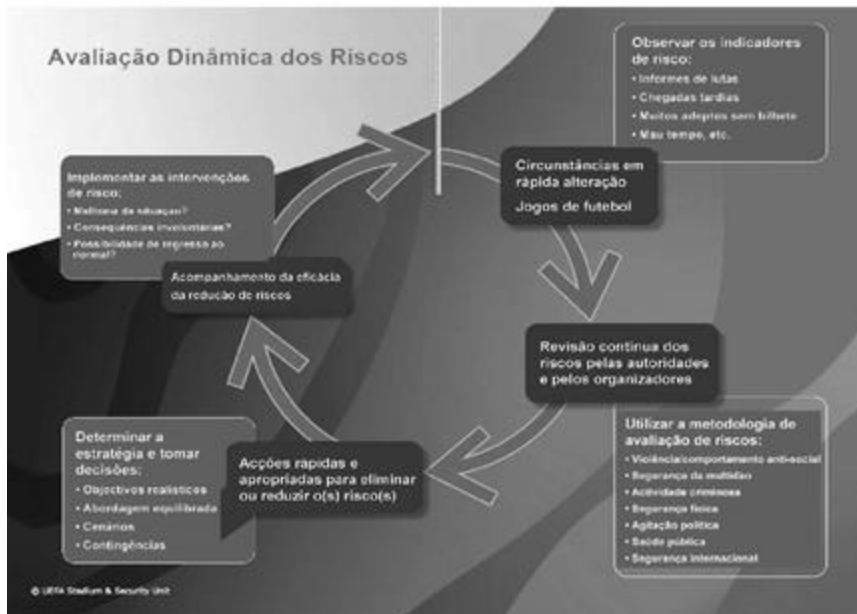 Avaliação Dinâmica dos Riscos
Observar os indicadores
de risco:
• Informes de lutas
• Chegadas tardias
• Muitos adeptos sem bilhete
• Mau tempo, etc.
Circunstâncias em
rápida alteração
Jogos de futebol
Revisão contínua dos
riscos pelas autoridades
e pelos organizadores
Utilizar a metodologia de
avaliação de riscos:
• Violência/comportamento anti-social
• Segurança da multidão
• Actividade criminosa
• Segurança física
• Agitação política
• Saúde pública
• Segurança internacional
Acções rápidas e
apropriadas para eliminar
ou reduzir o(s) risco(s)
Determinar a
estratégia e tomar
decisões:
• Objectivos realísticos
• Abordagem equilibrada
• Cenários
• Contingências
Acompanhamento da eficácia
da redução de riscos
Implementar as intervenções
de risco:
• Melhoria da situação?
• Consequências involuntárias?
• Possibilidade de regresso ao
normal?
© UEFA Stadium & Security Unit